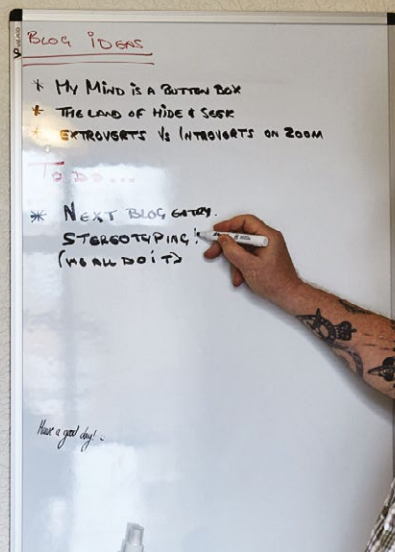 BLOG IDEAS
* MY MIND IS A BUTTON BOX
* THE LAND OF HIDE & SEEK
* EXTROVERTS VS INTROVERTS ON ZOOM
TO DO...
* NEXT BLOG ENTRY.
STEREOTYPING!
(WE ALL DO IT)
Have a good day!